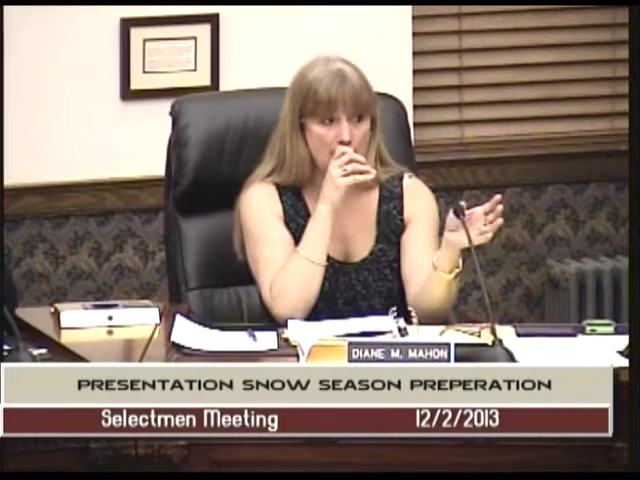 DIANE M. MAHON
PRESENTATION SNOW SEASON PREPERATION
Selectmen Meeting 12/2/2013